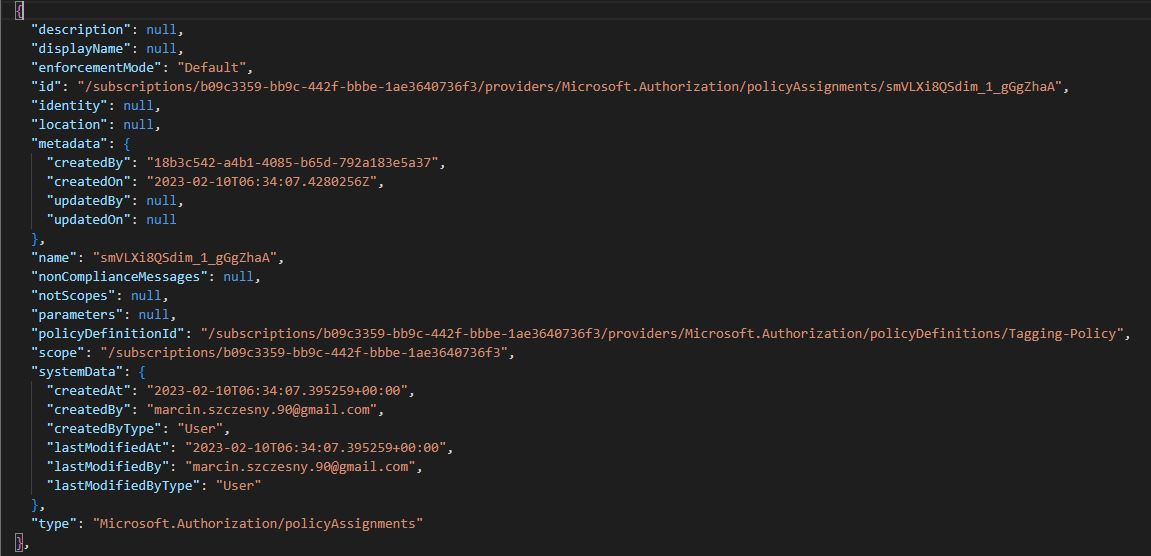 {
"description": null,
"displayName": null,
"enforcementMode": "Default",
"id": "/subscriptions/b09c3359-bb9c-442f-bbbe-1ae3640736f3/providers/Microsoft.Authorization/policyAssignments/smVLXi8QSdim_1_gGgZhaA",
"identity": null,
"location": null,
"metadata": {
"createdBy": "18b3c542-a4b1-4085-b65d-792a183e5a37",
"createdOn": "2023-02-10T06:34:07.4280256Z",
"updatedBy": null,
"updatedOn": null
},
"name": "smVLXi8QSdim_1_gGgZhaA",
"nonComplianceMessages": null,
"notScopes": null,
"parameters": null,
"policyDefinitionId": "/subscriptions/b09c3359-bb9c-442f-bbbe-1ae3640736f3/providers/Microsoft.Authorization/policyDefinitions/Tagging-Policy",
"scope": "/subscriptions/b09c3359-bb9c-442f-bbbe-1ae3640736f3",
"systemData": {
"createdAt": "2023-02-10T06:34:07.395259+00:00",
"createdBy": "marcin.szczesny.90@gmail.com",
"createdByType": "User",
"lastModifiedAt": "2023-02-10T06:34:07.395259+00:00",
"lastModifiedBy": "marcin.szczesny.90@gmail.com",
"lastModifiedByType": "User"
},
"type": "Microsoft.Authorization/policyAssignments"
},